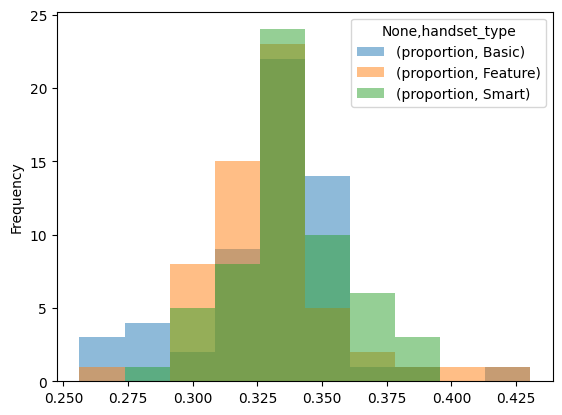 25
20
15
10
5
0
Frequency
None,handset_type
(proportion, Basic)
(proportion, Feature)
(proportion, Smart)
0.250 0.275 0.300 0.325 0.350 0.375 0.400 0.425